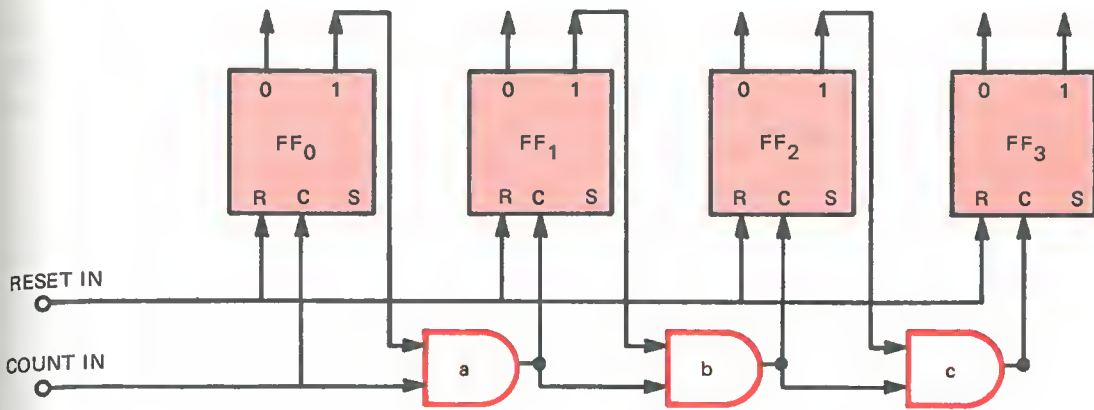 0 1 0 1 0 1 0 1
FF0 FF1 FF2 FF3
R C S R C S R C S R C S
RESET IN
COUNT IN
a b c